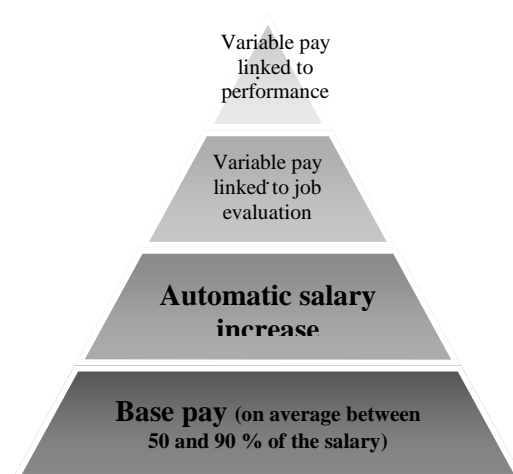 Variable pay
linked to
performance
Variable pay
linked to job
evaluation
Automatic salary
increase
Base pay (on average between
50 and 90 % of the salary)